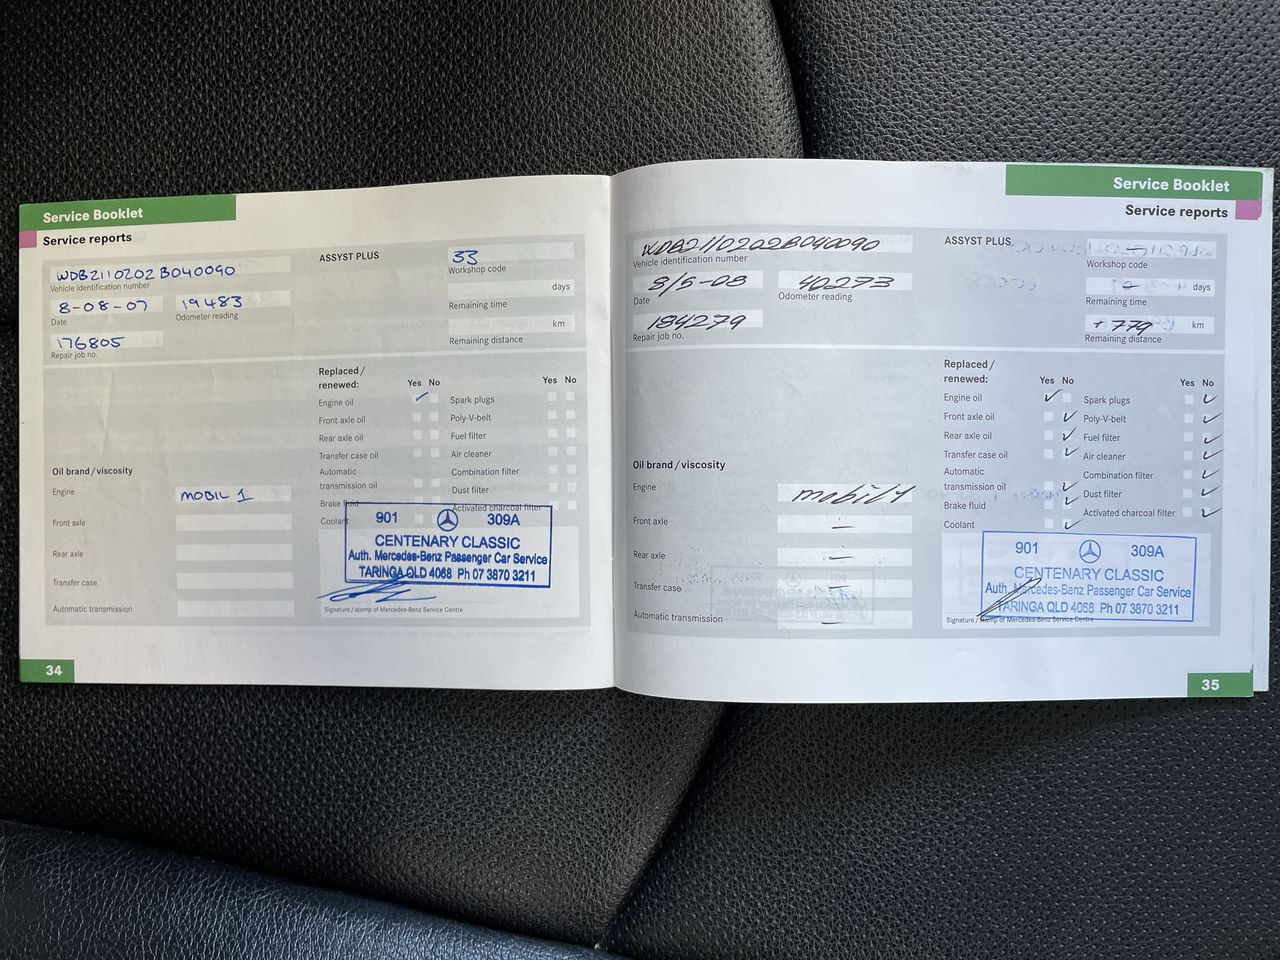 Service Booklet
Service reports
WDB2110202B040090
Vehicle identification number
8-08-07 19483
Date Odometer reading
176805
Repair job no.
ASSYST PLUS
33
Workshop code
days
Remaining time
km
Remaining distance
Replaced /
renewed:
Yes No Yes No
Engine oil Spark plugs
Front axle oil Poly-V-belt
Rear axle oil Fuel filter
Transfer case oil Air cleaner
Automatic Combination filter
transmission oil Dust filter
Brake fluid Activated charcoal filter
Coolant
Oil brand / viscosity
Engine MOBIL 1
Front axle
Rear axle
Transfer case
Automatic transmission
901 309A
CENTENARY CLASSIC
Auth. Mercedes-Benz Passenger Car Service
TARINGA QLD 4068 Ph 07 3870 3211
Signature / stamp of Mercedes-Benz Service Centre
34
Service Booklet
Service reports
WDB2110202B040090
Vehicle identification number
40273
Date Odometer reading
184279
Repair job no.
ASSYST PLUS
Workshop code
days
Remaining time
+ 779 km
Remaining distance
Replaced /
renewed:
Yes No Yes No
Engine oil Spark plugs
Front axle oil Poly-V-belt
Rear axle oil Fuel filter
Transfer case oil Air cleaner
Automatic Combination filter
transmission oil Dust filter
Brake fluid Activated charcoal filter
Coolant
Oil brand / viscosity
Engine mobil 1
Front axle
Rear axle
Transfer case
Automatic transmission
901 309A
CENTENARY CLASSIC
Auth. Mercedes-Benz Passenger Car Service
TARINGA QLD 4068 Ph 07 3870 3211
Signature / stamp of Mercedes-Benz Service Centre
35